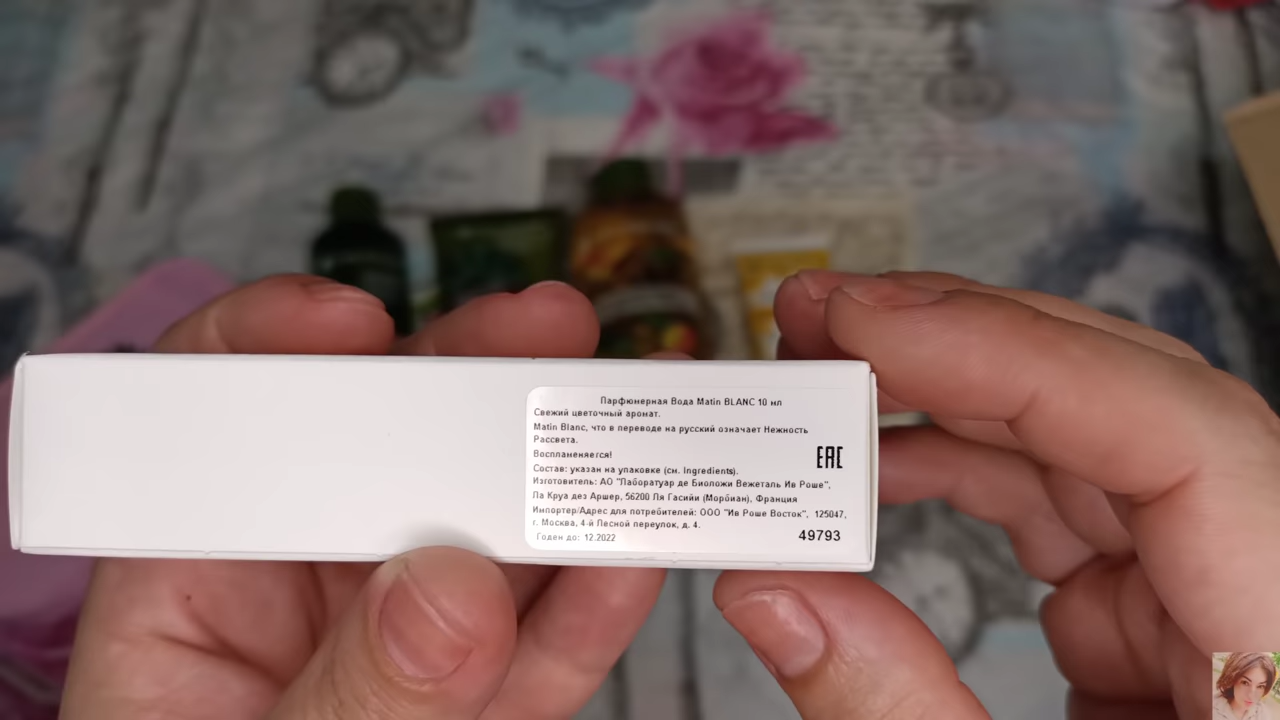 Парфюмерная Вода Matin BLANC 10 мл
Свежий цветочный аромат.
Matin Blanc, что в переводе на русский означает Нежность
Рассвета.
Воспламеняется!
EAC
Состав: указан на упаковке (см. Ingredients).
Изготовитель: АО "Лаборатуар де Биоложи Вежеталь Ив Роше",
Ла Круа дез Аршер, 56200 Ля Гасийи (Морбиан), Франция
Импортер/Адрес для потребителей: ООО "Ив Роше Восток", 125047,
г. Москва, 4-й Лесной переулок, д. 4.
Годен до: 12.2022
49793